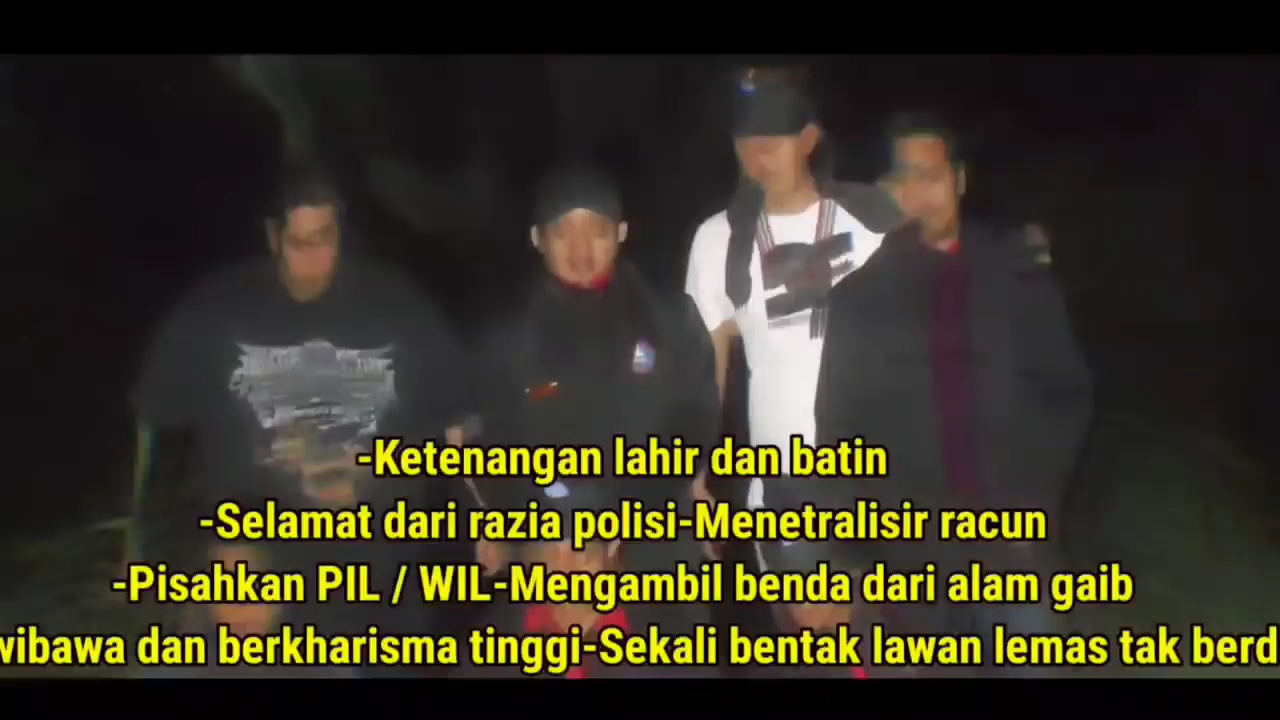 -Ketenangan lahir dan batin
-Selamat dari razia polisi-Menetralisir racun
-Pisahkan PIL / WIL-Mengambil benda dari alam gaib
wibawa dan berkharisma tinggi-Sekali bentak lawan lemas tak berd